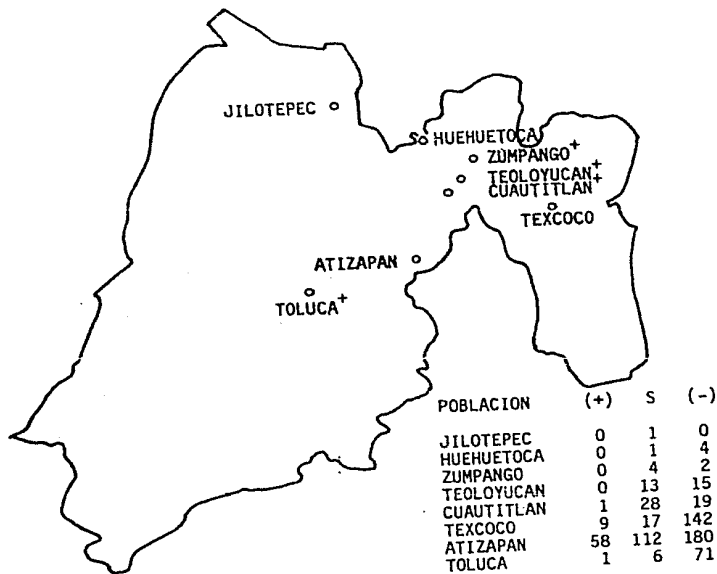 JILOTEPEC
S HUEHUETOCA
ZUMPANGO+
TEOLOYUCAN+
CUAUTITLAN+
TEXCOCO
ATIZAPAN
TOLUCA+
POBLACION (+) S (-)
JILOTEPEC 0 1 0
HUEHUETOCA 0 1 4
ZUMPANGO 0 4 2
TEOLOYUCAN 0 13 15
CUAUTITLAN 1 28 19
TEXCOCO 9 17 142
ATIZAPAN 58 112 180
TOLUCA 1 6 71